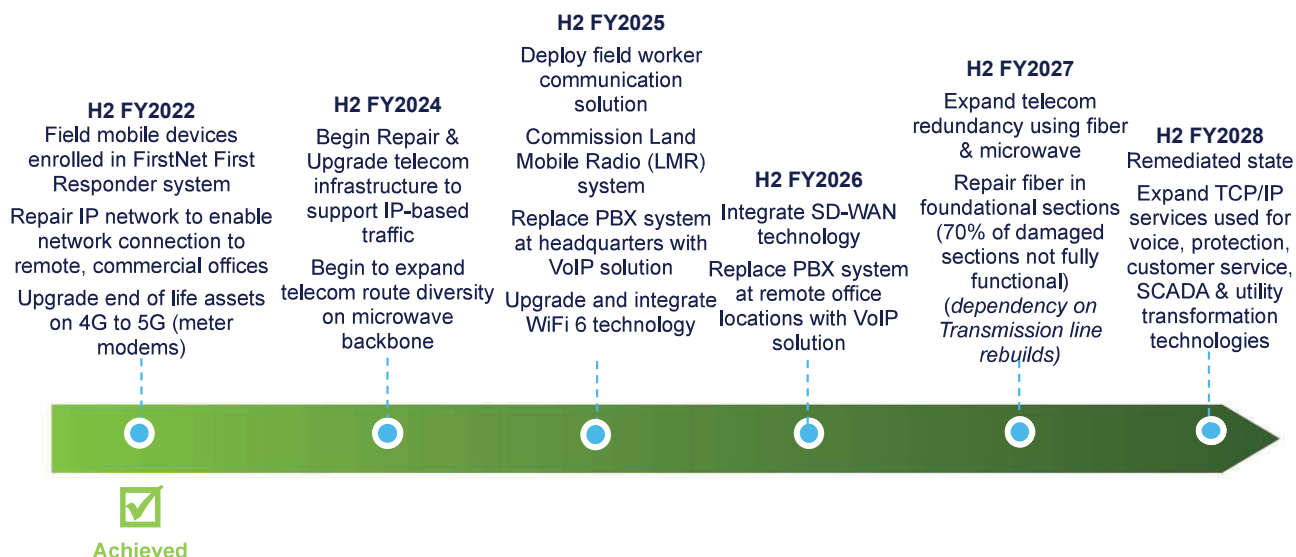 H2 FY2022
Field mobile devices
enrolled in FirstNet First
Responder system
Repair IP network to enable
network connection to
remote, commercial offices
Upgrade end of life assets
on 4G to 5G (meter
modems)
H2 FY2024
Begin Repair &
Upgrade telecom
infrastructure to
support IP-based
traffic
Begin to expand
telecom route diversity
on microwave
backbone
H2 FY2025
Deploy field worker
communication
solution
Commission Land
Mobile Radio (LMR)
system
Replace PBX system
at headquarters with
VoIP solution
Upgrade and integrate
WiFi 6 technology
H2 FY2026
Integrate SD-WAN
technology
Replace PBX system
at remote office
locations with VoIP
solution
H2 FY2027
Expand telecom
redundancy using fiber
& microwave
Repair fiber in
foundational sections
(70% of damaged
sections not fully
functional)
(dependency on
Transmission line
rebuilds)
H2 FY2028
Remediated state
Expand TCP/IP
services used for
voice, protection,
customer service,
SCADA & utility
transformation
technologies
Achieved